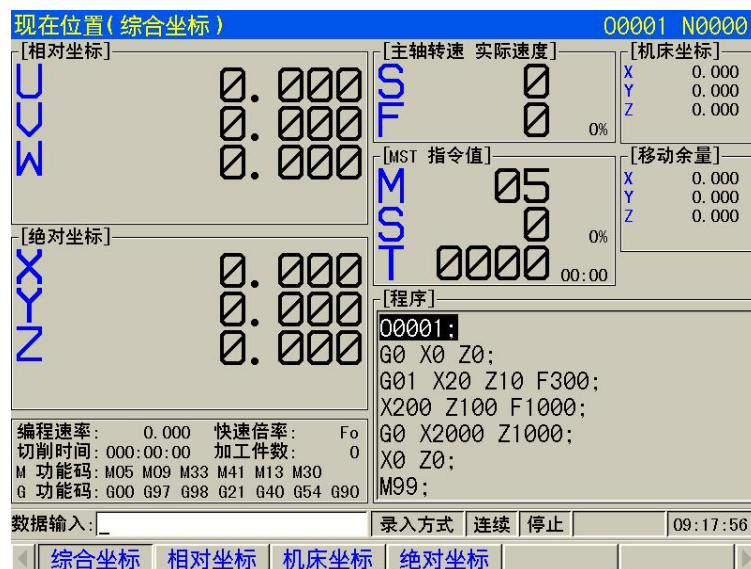 现在位置(综合坐标) O0001 N0000
[相对坐标]
U 0.000
V 0.000
W 0.000
[绝对坐标]
X 0.000
Y 0.000
Z 0.000
编程速率: 0.000 快速倍率: Fo
切削时间: 000:00:00 加工件数: 0
M 功能码: M05 M09 M33 M41 M13 M30
G 功能码: G00 G97 G98 G21 G40 G54 G90
[主轴转速 实际速度]
S 0
F 0 0%
[MST 指令值]
M 05
S 0 0%
T 0000 00:00
[机床坐标]
X 0.000
Y 0.000
Z 0.000
[移动余量]
X 0.000
Y 0.000
Z 0.000
[程序]
O0001;
G0 X0 Z0;
G01 X20 Z10 F300;
X200 Z100 F1000;
G0 X2000 Z1000;
X0 Z0;
M99;
数据输入:_ 录入方式 连续 停止 09:17:56
综合坐标 相对坐标 机床坐标 绝对坐标